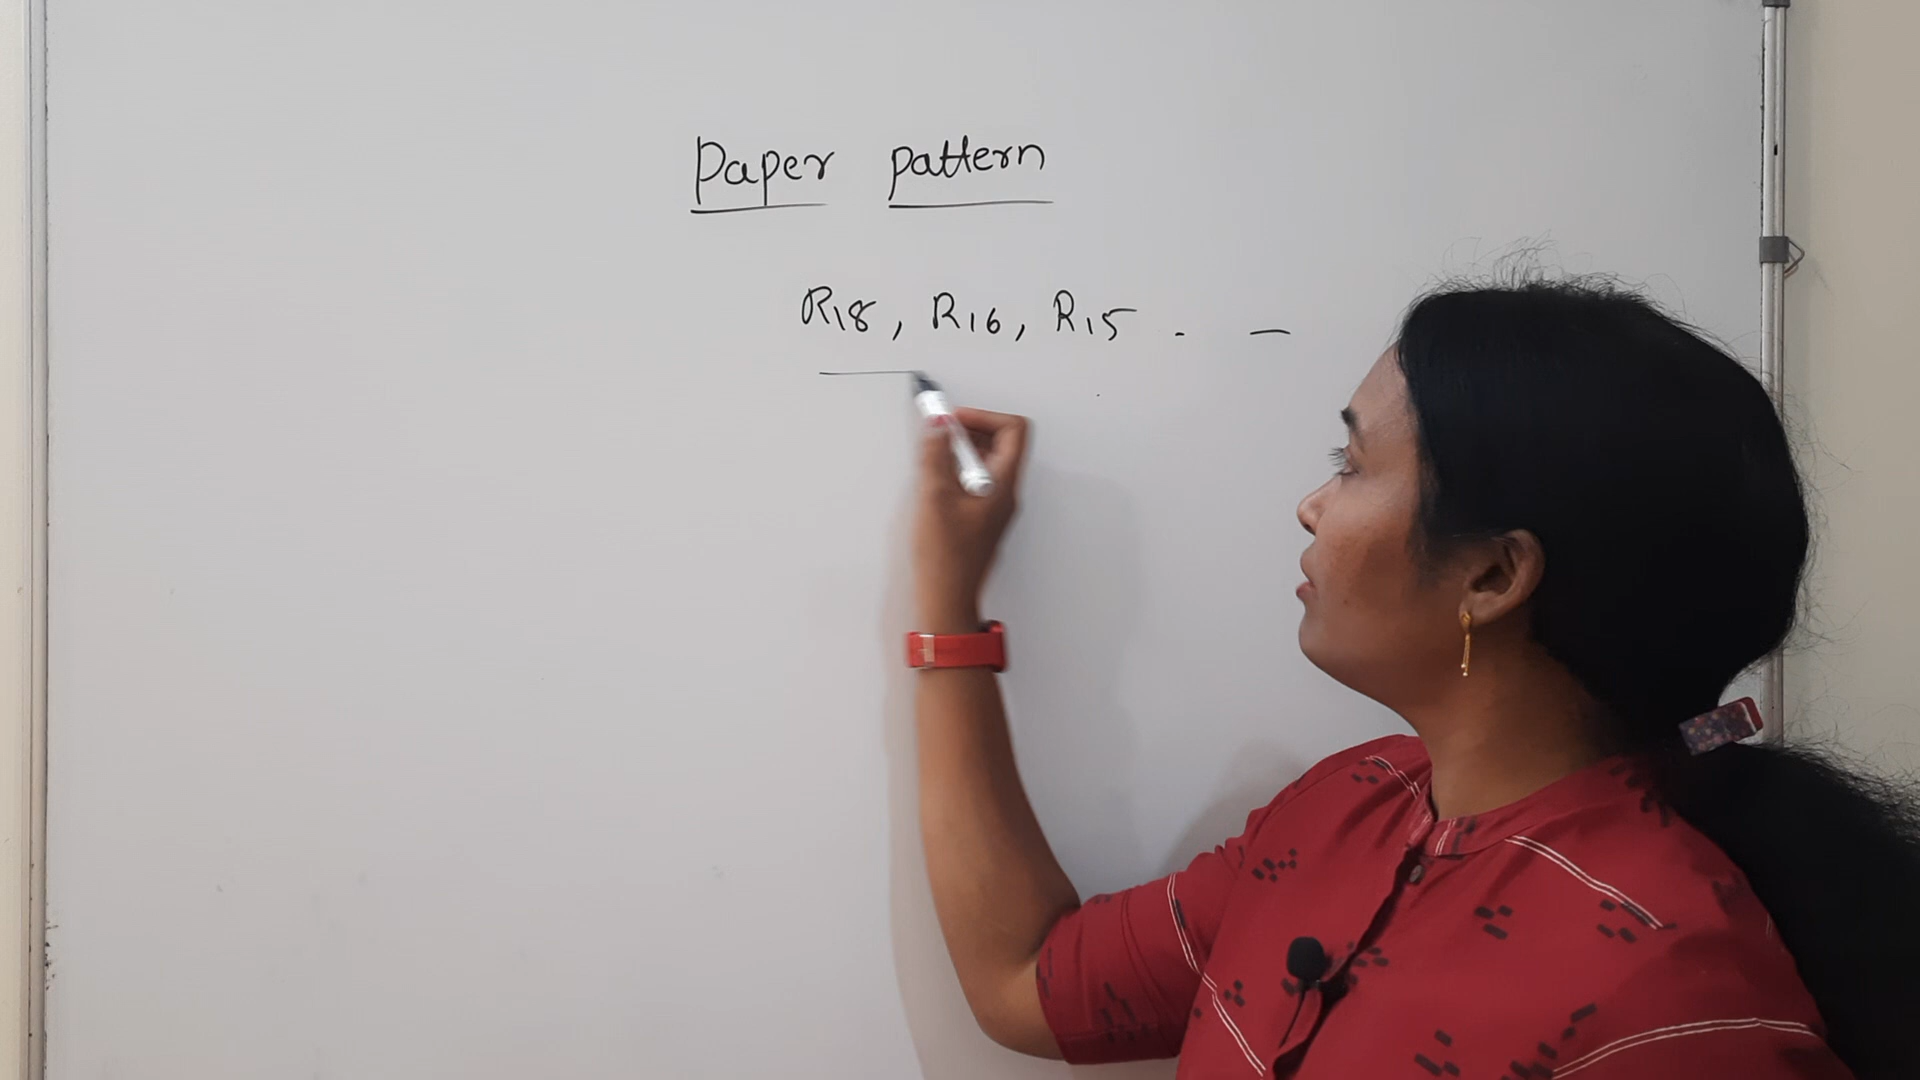 Paper pattern
R18, R16, R15 . —